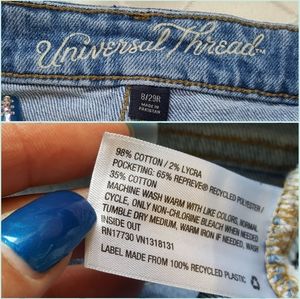 Universal Thread™
8/29R
MADE IN
PAKISTAN
98% COTTON / 2% LYCRA
POCKETING: 65% REPREVE® RECYCLED POLYESTER /
35% COTTON
MACHINE WASH WARM WITH LIKE COLORS, NORMAL
CYCLE, ONLY NON-CHLORINE BLEACH WHEN NEEDED
TUMBLE DRY MEDIUM, WARM IRON IF NEEDED, WASH
INSIDE OUT
RN17730 VN1318131
LABEL MADE FROM 100% RECYCLED PLASTIC